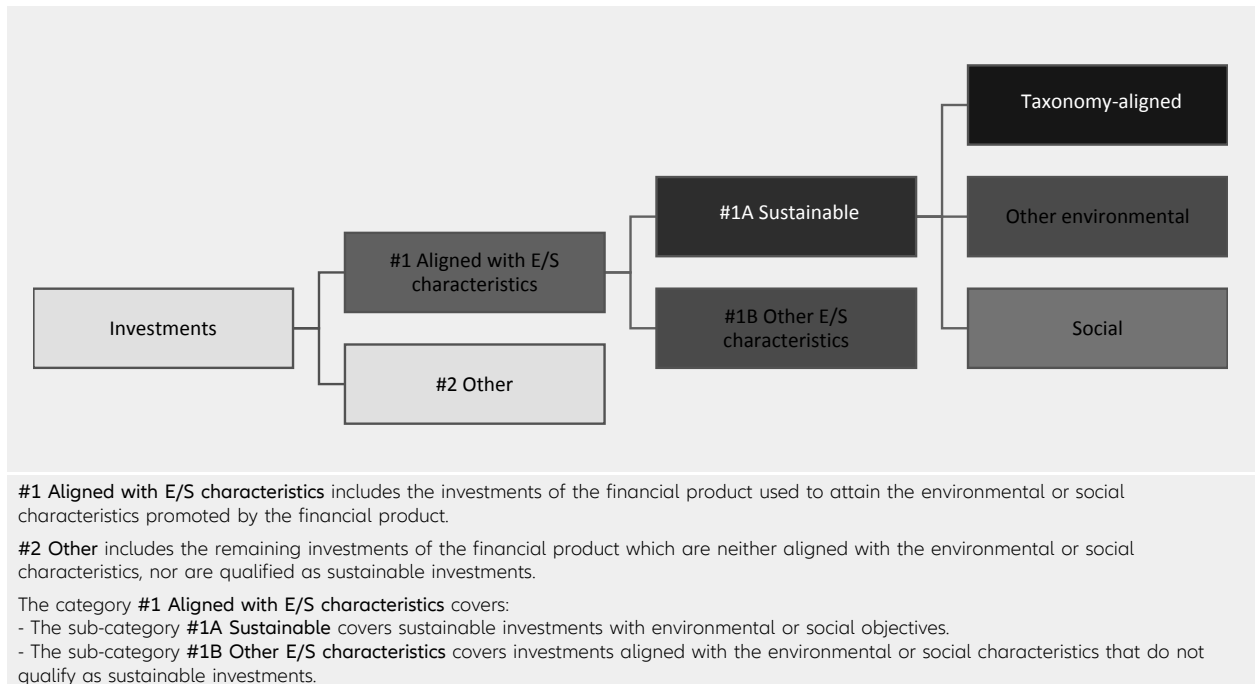 Taxonomy-aligned
#1A Sustainable
Other environmental
#1 Aligned with E/S
characteristics
#1B Other E/S
characteristics
Investments
Social
#2 Other
#1 Aligned with E/S characteristics includes the investments of the financial product used to attain the environmental or social
characteristics promoted by the financial product.
#2 Other includes the remaining investments of the financial product which are neither aligned with the environmental or social
characteristics, nor are qualified as sustainable investments.
The category #1 Aligned with E/S characteristics covers:
- The sub-category #1A Sustainable covers sustainable investments with environmental or social objectives.
- The sub-category #1B Other E/S characteristics covers investments aligned with the environmental or social characteristics that do not
qualify as sustainable investments.